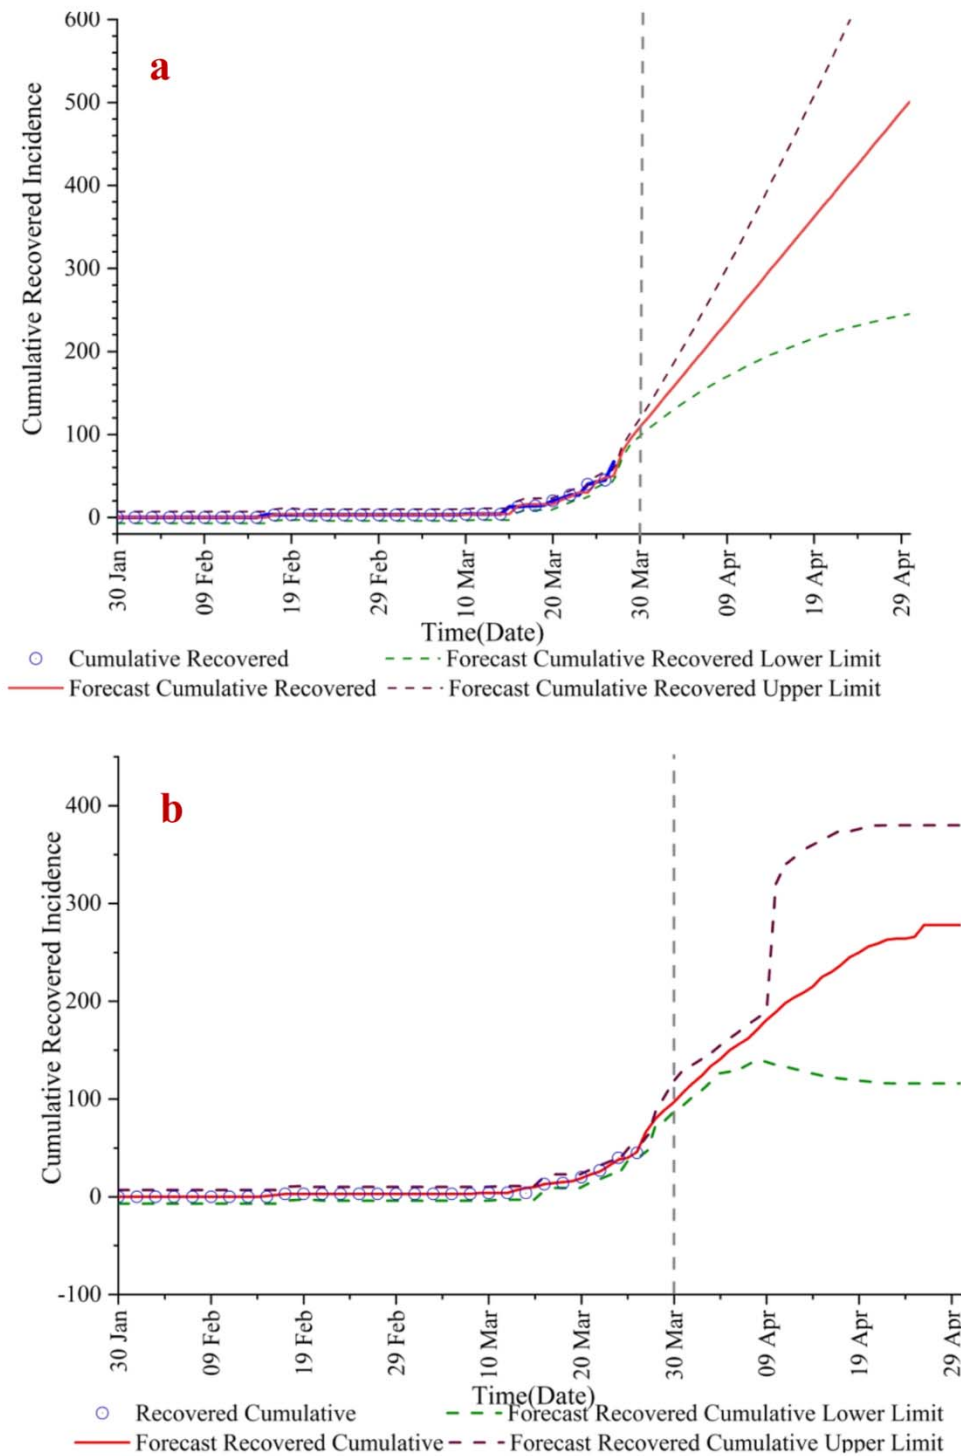 a
Cumulative Recovered Incidence
600
500
400
300
200
100
0
30 Jan
09 Feb
19 Feb
29 Feb
10 Mar
20 Mar
30 Mar
09 Apr
19 Apr
29 Apr
Time(Date)
Cumulative Recovered
Forecast Cumulative Recovered Lower Limit
Forecast Cumulative Recovered
Forecast Cumulative Recovered Upper Limit
b
Cumulative Recovered Incidence
400
300
200
100
0
-100
30 Jan
09 Feb
19 Feb
29 Feb
10 Mar
20 Mar
30 Mar
09 Apr
19 Apr
29 Apr
Time(Date)
Recovered Cumulative
Forecast Recovered Cumulative Lower Limit
Forecast Recovered Cumulative
Forecast Recovered Cumulative Upper Limit